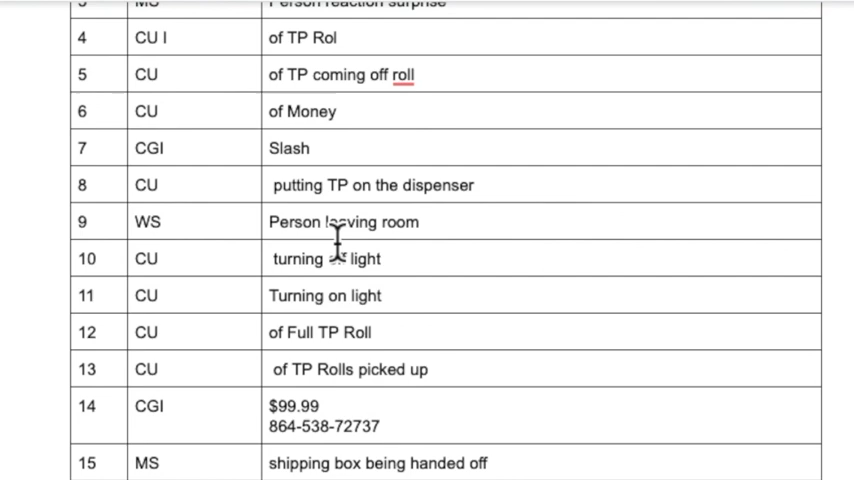 4 CU I of TP Rol
5 CU of TP coming off roll
6 CU of Money
7 CGI Slash
8 CU putting TP on the dispenser
9 WS Person leaving room
10 CU turning light
11 CU Turning on light
12 CU of Full TP Roll
13 CU of TP Rolls picked up
14 CGI $99.99
864-538-72737
15 MS shipping box being handed off